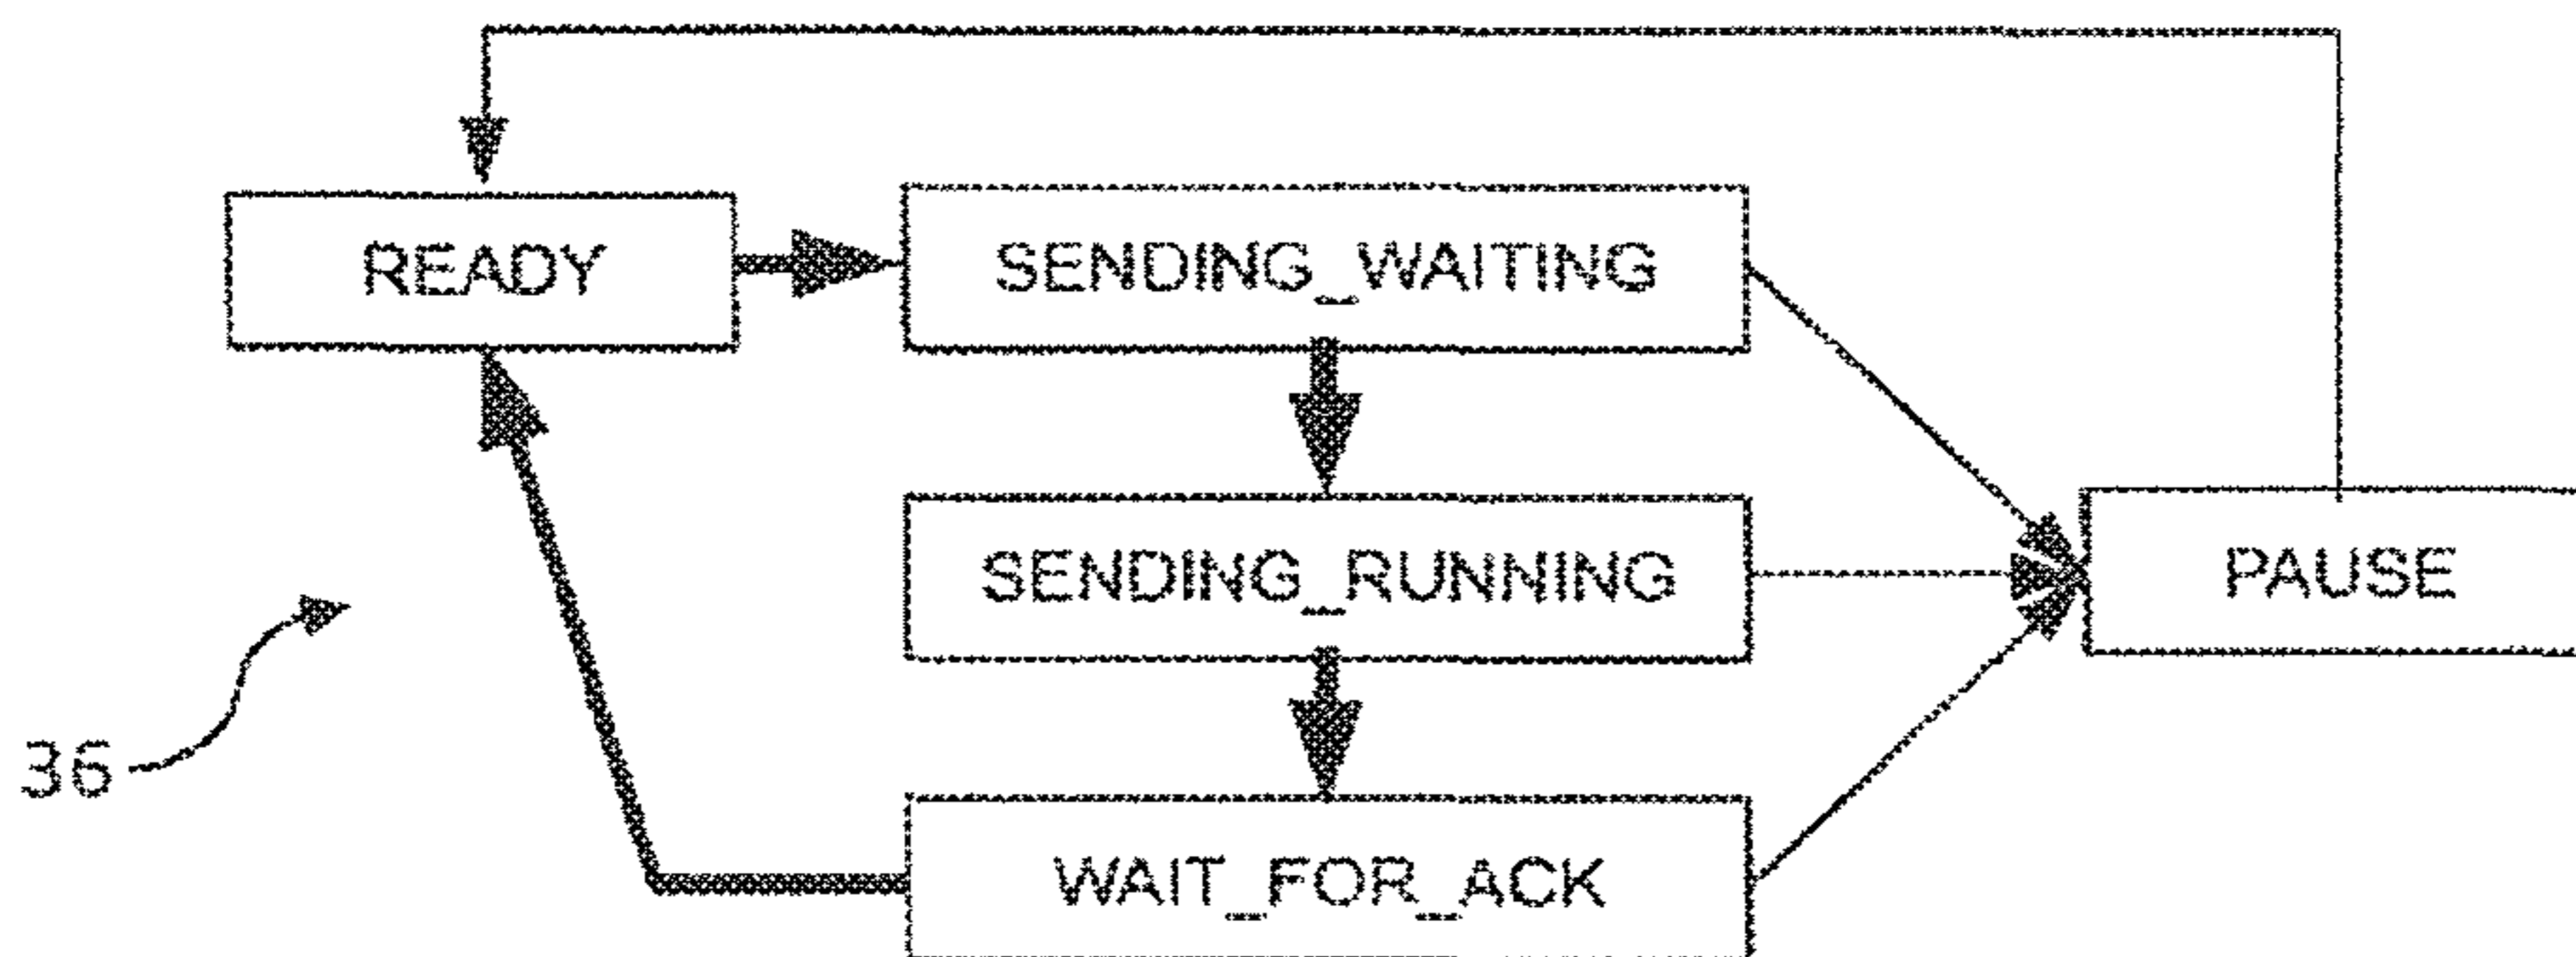 READY
SENDING_WAITING
SENDING_RUNNING
PAUSE
36
WAIT_FOR_ACK